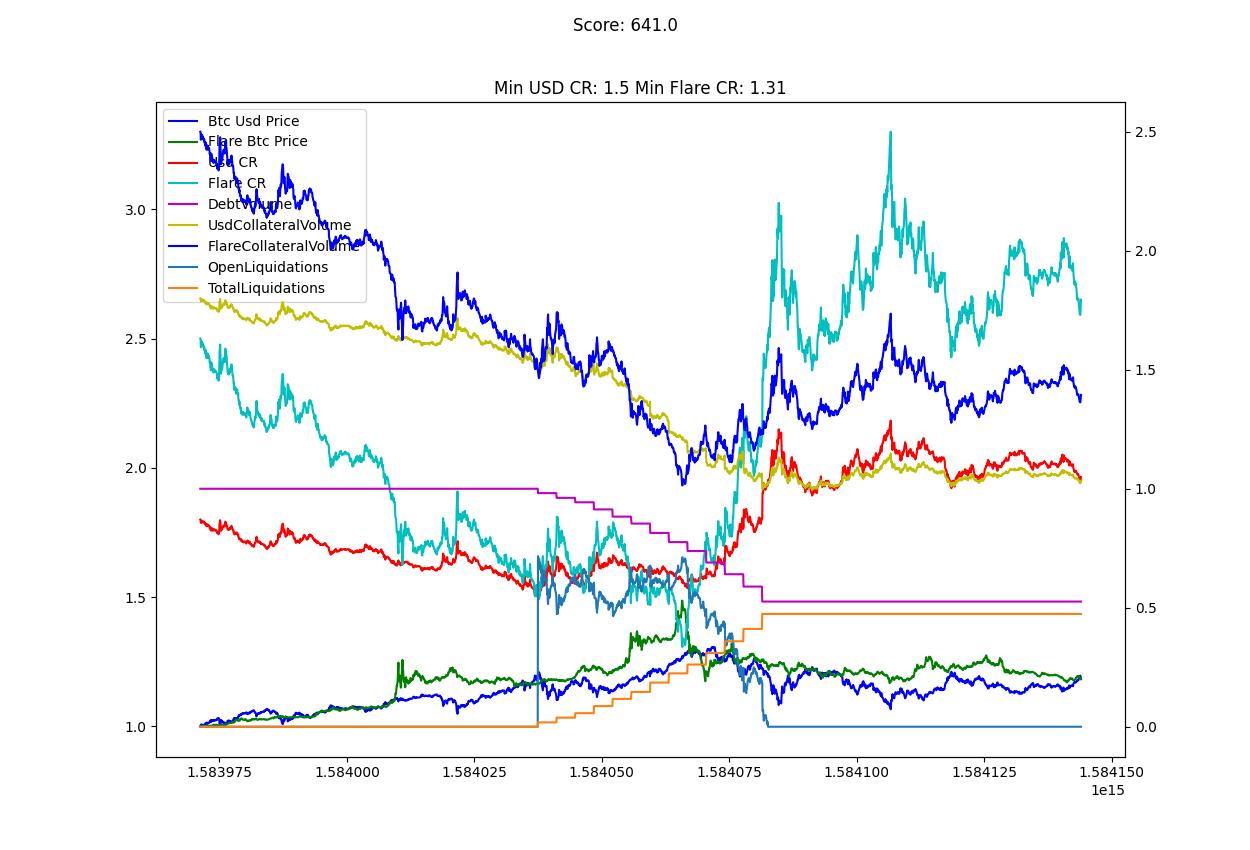 Score: 641.0
Min USD CR: 1.5 Min Flare CR: 1.31
Btc Usd Price
Flare Btc Price
Usd CR
Flare CR
DebtVolume
UsdCollateralVolume
FlareCollateralVolume
OpenLiquidations
TotalLiquidations
3.0
2.5
2.0
1.5
1.0
2.5
2.0
1.5
1.0
0.5
0.0
1.583975
1.584000
1.584025
1.584050
1.584075
1.584100
1.584125
1.584150
1e15